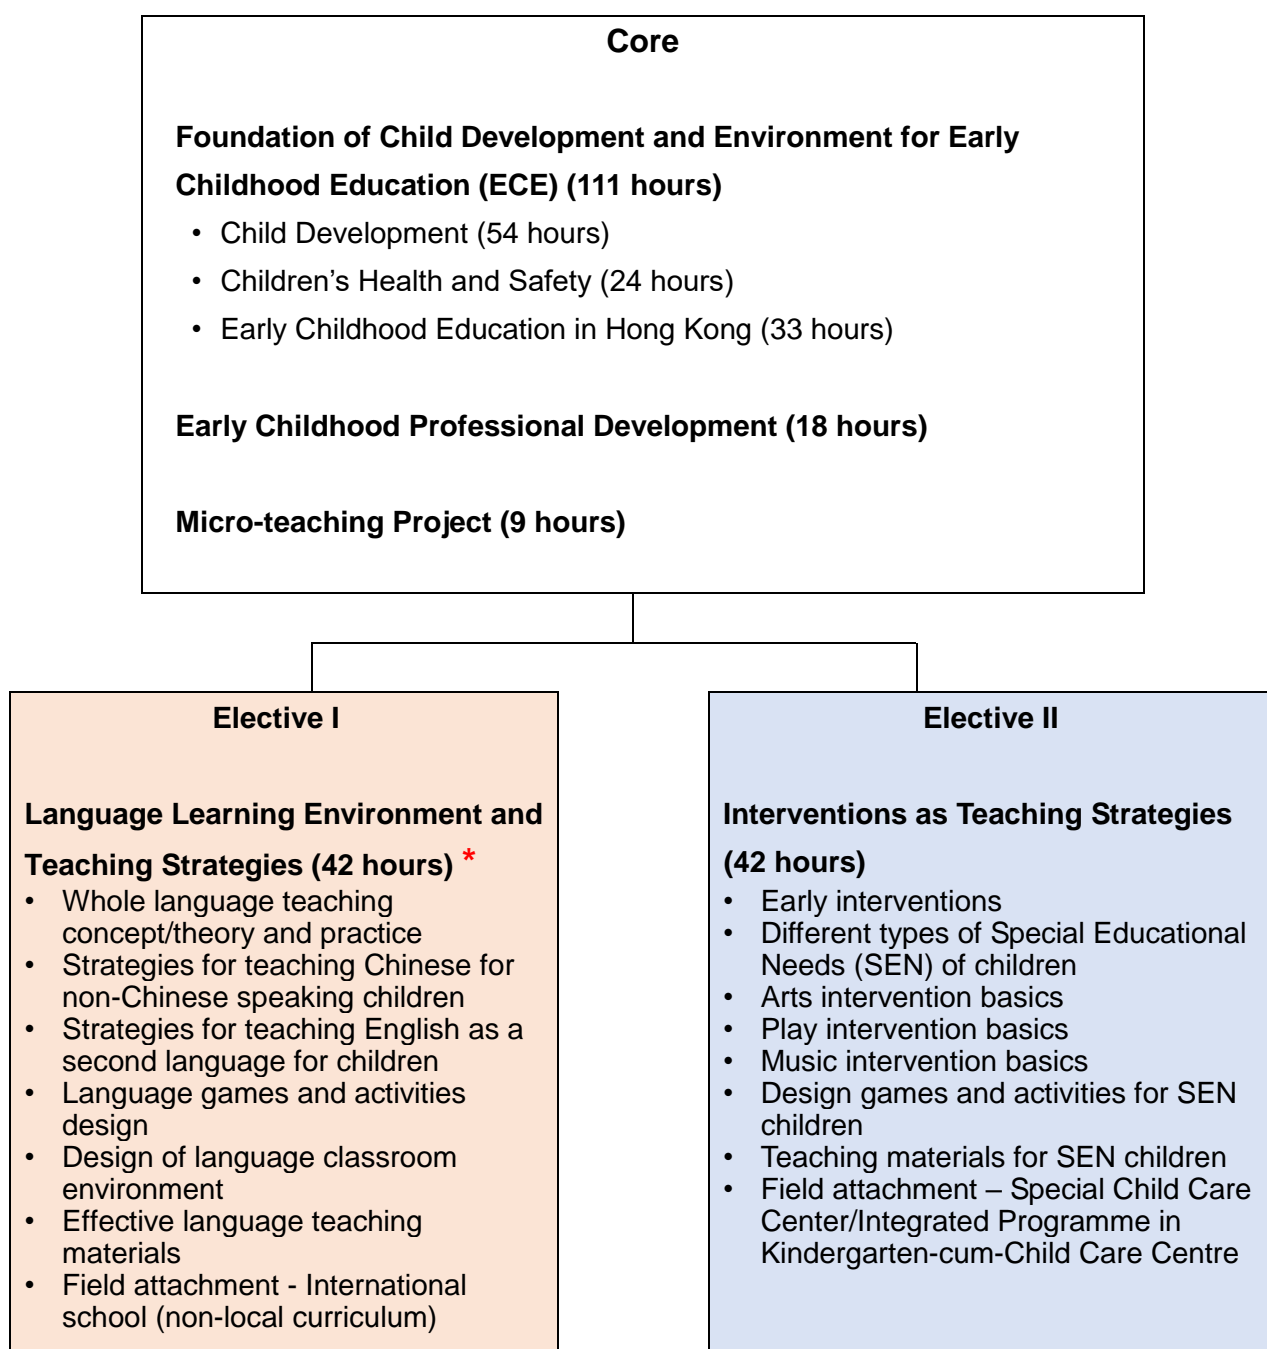 Core
Foundation of Child Development and Environment for Early
Childhood Education (ECE) (111 hours)
• Child Development (54 hours)
• Children’s Health and Safety (24 hours)
• Early Childhood Education in Hong Kong (33 hours)
Early Childhood Professional Development (18 hours)
Micro-teaching Project (9 hours)
Elective I
Language Learning Environment and
Teaching Strategies (42 hours) *
• Whole language teaching
concept/theory and practice
• Strategies for teaching Chinese for
non-Chinese speaking children
• Strategies for teaching English as a
second language for children
• Language games and activities
design
• Design of language classroom
environment
• Effective language teaching
materials
• Field attachment - International
school (non-local curriculum)
Elective II
Interventions as Teaching Strategies
(42 hours)
• Early interventions
• Different types of Special Educational
Needs (SEN) of children
• Arts intervention basics
• Play intervention basics
• Music intervention basics
• Design games and activities for SEN
children
• Teaching materials for SEN children
• Field attachment – Special Child Care
Center/Integrated Programme in
Kindergarten-cum-Child Care Centre